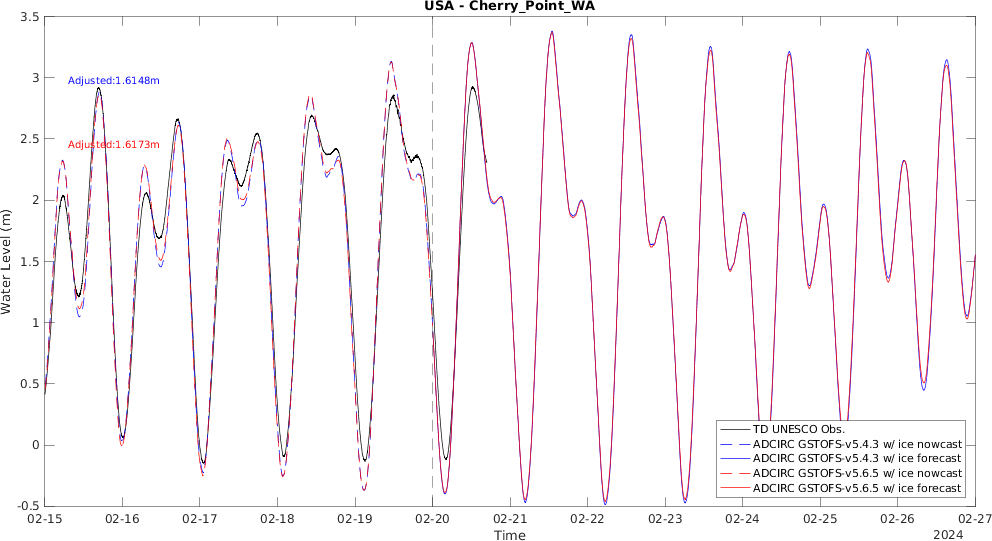 USA - Cherry_Point_WA
3.5
3
2.5
2
1.5
1
0.5
0
-0.5
Water Level (m)
Adjusted:1.6148m
Adjusted:1.6173m
TD UNESCO Obs.
ADCIRC GSTOFS-v5.4.3 w/ ice nowcast
ADCIRC GSTOFS-v5.4.3 w/ ice forecast
ADCIRC GSTOFS-v5.6.5 w/ ice nowcast
ADCIRC GSTOFS-v5.6.5 w/ ice forecast
02-15 02-16 02-17 02-18 02-19 02-20 02-21 02-22 02-23 02-24 02-25 02-26 02-27
Time
2024